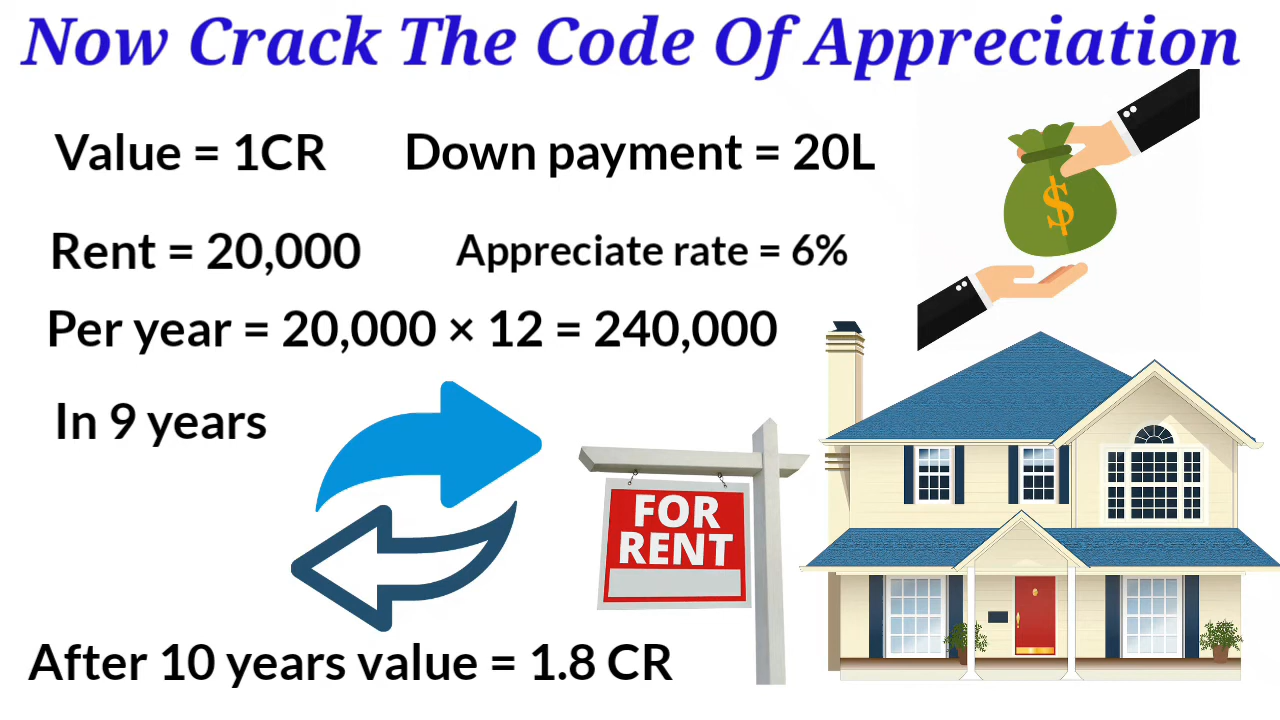 Now Crack The Code Of Appreciation
Value = 1CR
Down payment = 20L
$
Rent = 20,000
Appreciate rate = 6%
Per year = 20,000 × 12 = 240,000
In 9 years
FOR
RENT
After 10 years value = 1.8 CR